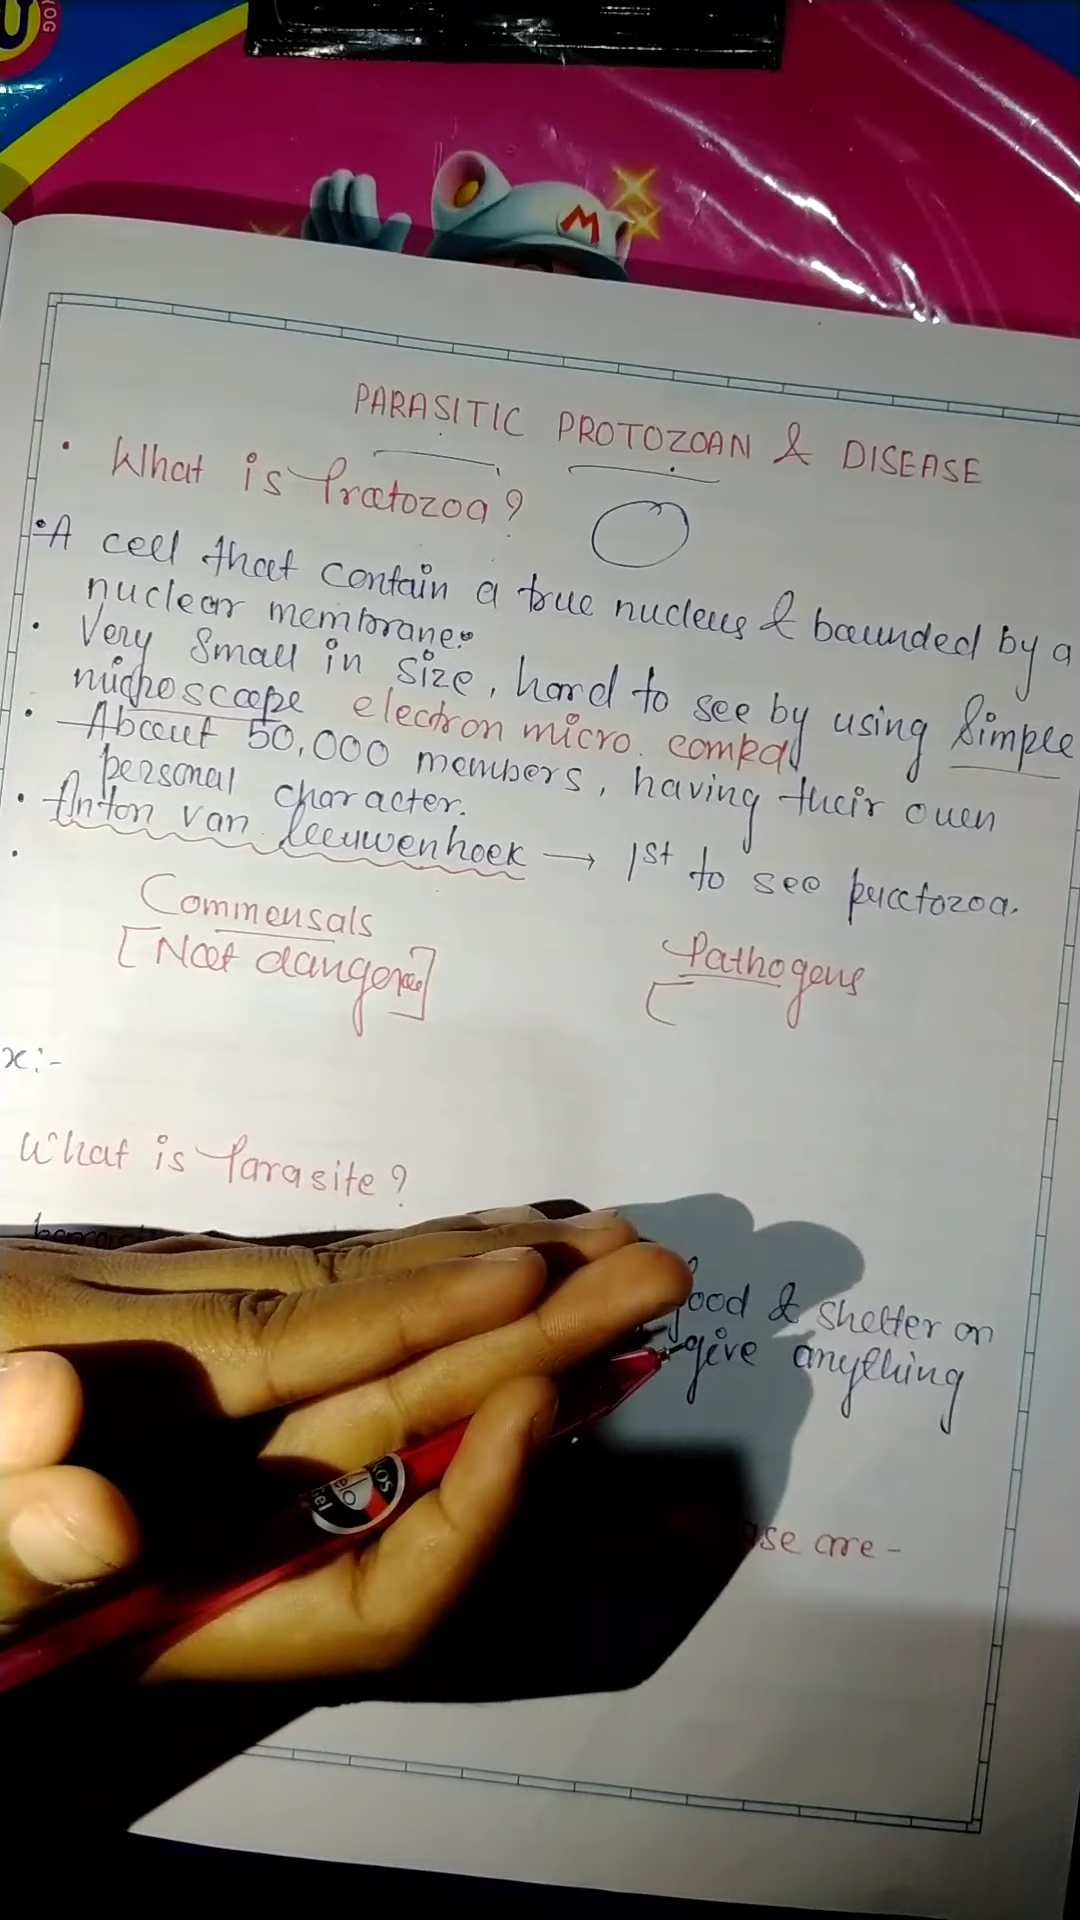 PARASITIC PROTOZOAN & DISEASE
• What is Protozoa?
• A cell that contain a true nucleus & bounded by a
nuclear membrane.
• Very small in size, hard to see by using simple
microscope electron micro. compd
• About 50,000 members, having their own
personal character.
• Anton van leeuwenhoek → 1st to see protozoa.
•
Commensals Pathogens
[Not dangerous] [
x:-
What is Parasite?
food & shelter or
give anything
ase are -
M